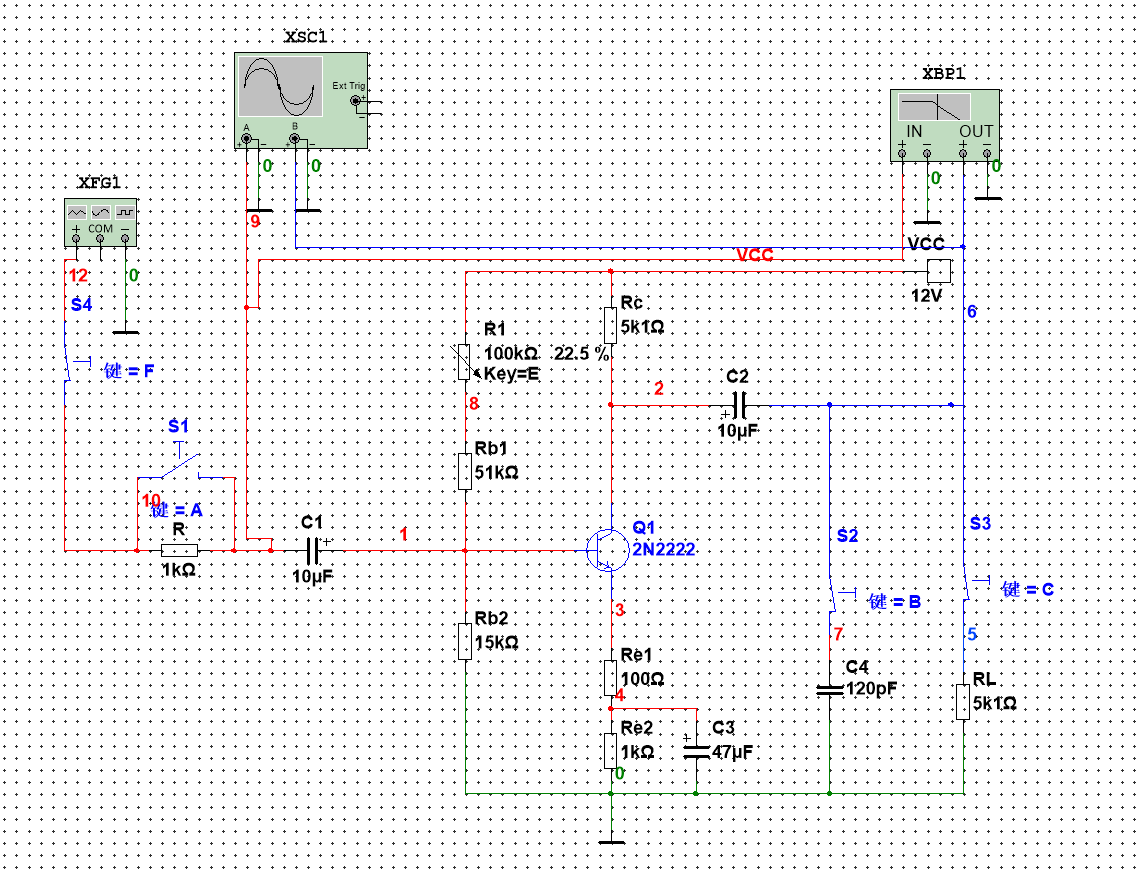 XSC1
Ext Trig
+
−
A
B
+ − + −
0 0
9
XBP1
IN OUT
+ − + −
0 0
XFG1
+ COM −
12 0
S4
键 = F
VCC
VCC
12V
6
Rc
5k1Ω
R1
100kΩ 22.5 %
Key=E
8
2
C2
+
10µF
S1
10
键 = A
Rb1
51kΩ
R
1kΩ
C1
+
10µF
1
Q1
2N2222
S2
键 = B
7
S3
键 = C
5
3
Rb2
15kΩ
Re1
100Ω
4
C4
120pF
RL
5k1Ω
Re2
1kΩ
0
C3
+
47µF